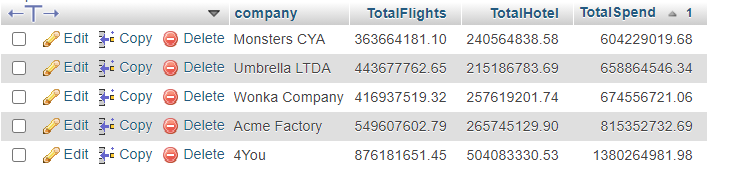 company TotalFlights TotalHotel TotalSpend 1
Edit Copy Delete Monsters CYA 363664181.10 240564838.58 604229019.68
Edit Copy Delete Umbrella LTDA 443677762.65 215186783.69 658864546.34
Edit Copy Delete Wonka Company 416937519.32 257619201.74 674556721.06
Edit Copy Delete Acme Factory 549607602.79 265745129.90 815352732.69
Edit Copy Delete 4You 876181651.45 504083330.53 1380264981.98